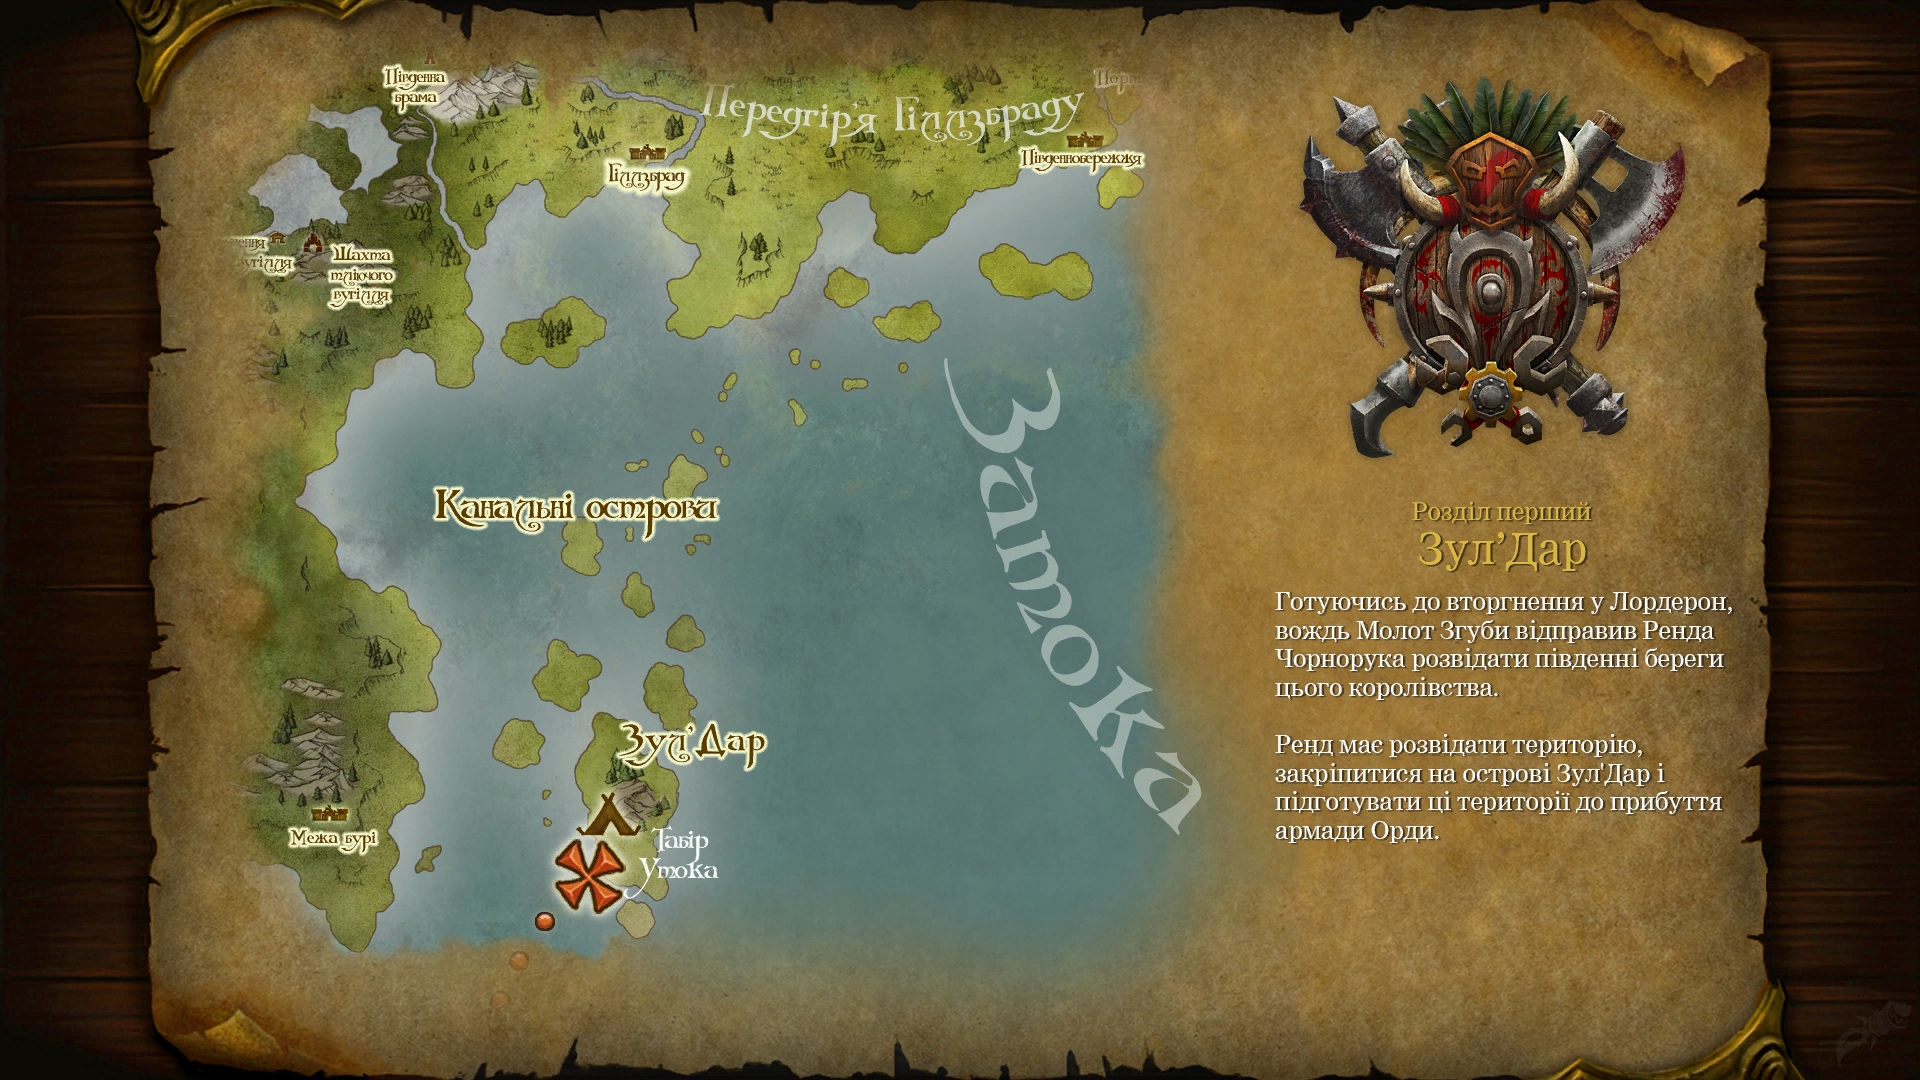 Південна
брама
Передгір'я Гіллзбраду
Гіллзбрад
Південнобережжя
Шахта
тліючого
вугілля
Затока
Канальні острови
Зул'Дар
Межа бурі
Табір
Утока
Розділ перший
Зул’Дар
Готуючись до вторгнення у Лордерон,
вождь Молот Згуби відправив Ренда
Чорнорука розвідати південні береги
цього королівства.
Ренд має розвідати територію,
закріпитися на острові Зул'Дар і
підготувати ці території до прибуття
армади Орди.